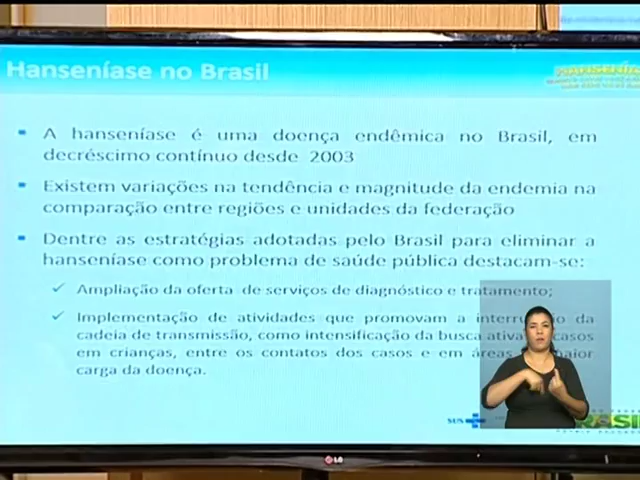 Hanseníase no Brasil
A hanseníase é uma doença endêmica no Brasil, em
decréscimo contínuo desde 2003
Existem variações na tendência e magnitude da endemia na
comparação entre regiões e unidades da federação
Dentre as estratégias adotadas pelo Brasil para eliminar a
hanseníase como problema de saúde pública destacam-se:
Ampliação da oferta de serviços de diagnóstico e tratamento;
Implementação de atividades que promovam a da
cadeia de transmissão, como intensificação da busca ativa casos
em crianças, entre os contatos dos casos e em áreas
carga da doença.
SUS
LG